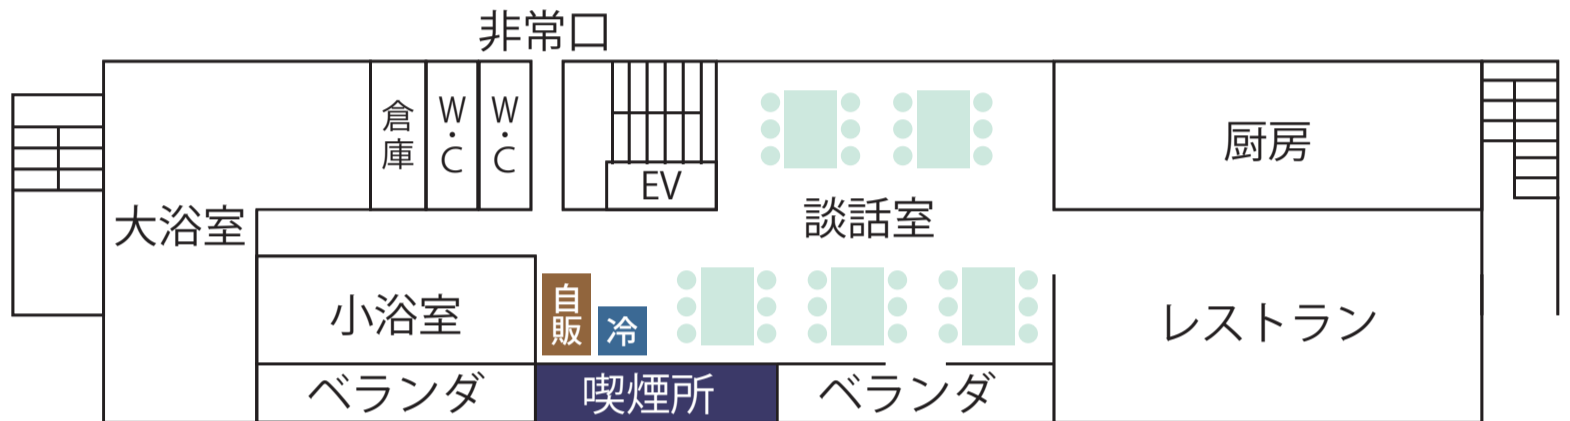 非常口
倉庫
W・C
W・C
EV
厨房
大浴室
談話室
小浴室
自販
冷
レストラン
ベランダ
喫煙所
ベランダ